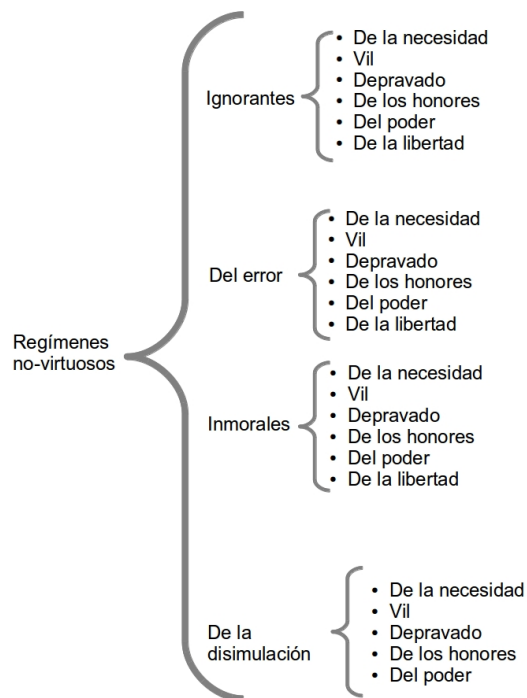 Regímenes
no-virtuosos
Ignorantes
• De la necesidad
• Vil
• Depravado
• De los honores
• Del poder
• De la libertad
Del error
• De la necesidad
• Vil
• Depravado
• De los honores
• Del poder
• De la libertad
Inmorales
• De la necesidad
• Vil
• Depravado
• De los honores
• Del poder
• De la libertad
De la
disimulación
• De la necesidad
• Vil
• Depravado
• De los honores
• Del poder